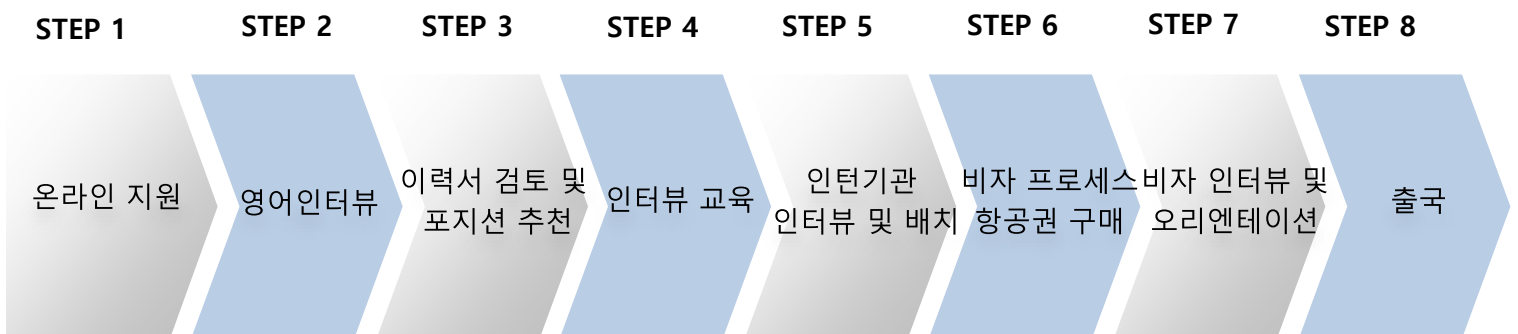 STEP 1
온라인 지원
STEP 2
영어인터뷰
STEP 3
이력서 검토 및
포지션 추천
STEP 4
인터뷰 교육
STEP 5
인턴기관
인터뷰 및 배치
STEP 6
비자 프로세스
항공권 구매
STEP 7
비자 인터뷰 및
오리엔테이션
STEP 8
출국